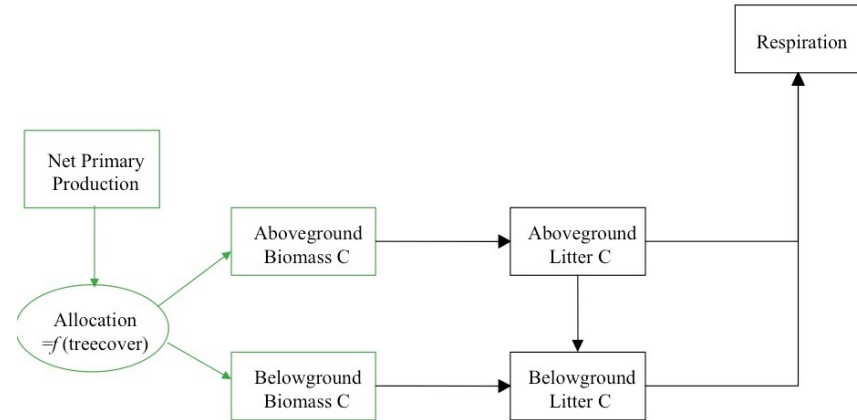 Respiration
Net Primary
Production
Aboveground
Biomass C
Aboveground
Litter C
Allocation
=f (treecover)
Belowground
Biomass C
Belowground
Litter C